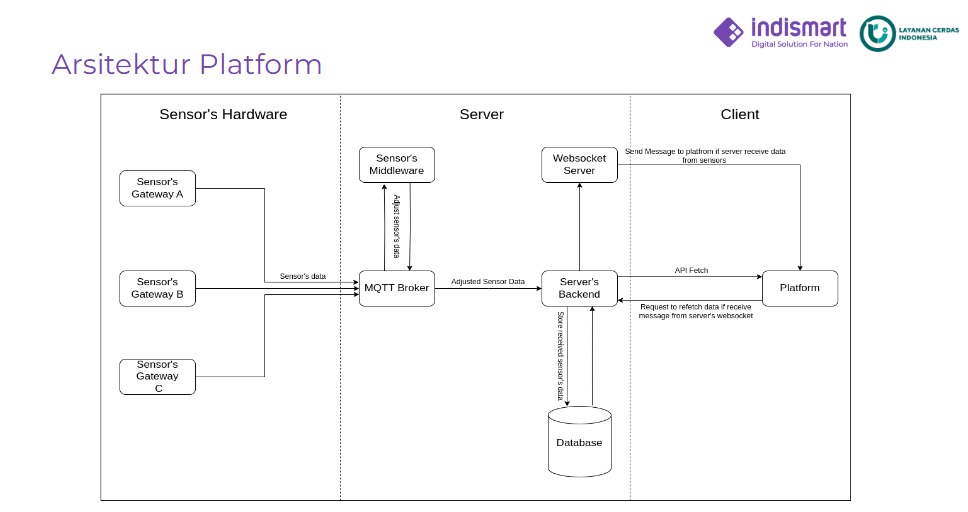 indismart
Digital Solution For Nation
LAYANAN CERDAS
INDONESIA
Arsitektur Platform
Sensor's Hardware
Server
Client
Sensor's
Gateway A
Sensor's
Gateway B
Sensor's
Gateway
C
Sensor's data
Sensor's
Middleware
Adjust sensor's data
MQTT Broker
Adjusted Sensor Data
Websocket
Server
Server's
Backend
Store received sensor's data
Database
Send Message to platfrom if server receive data
from sensors
API Fetch
Request to refetch data if receive
message from server's websocket
Platform